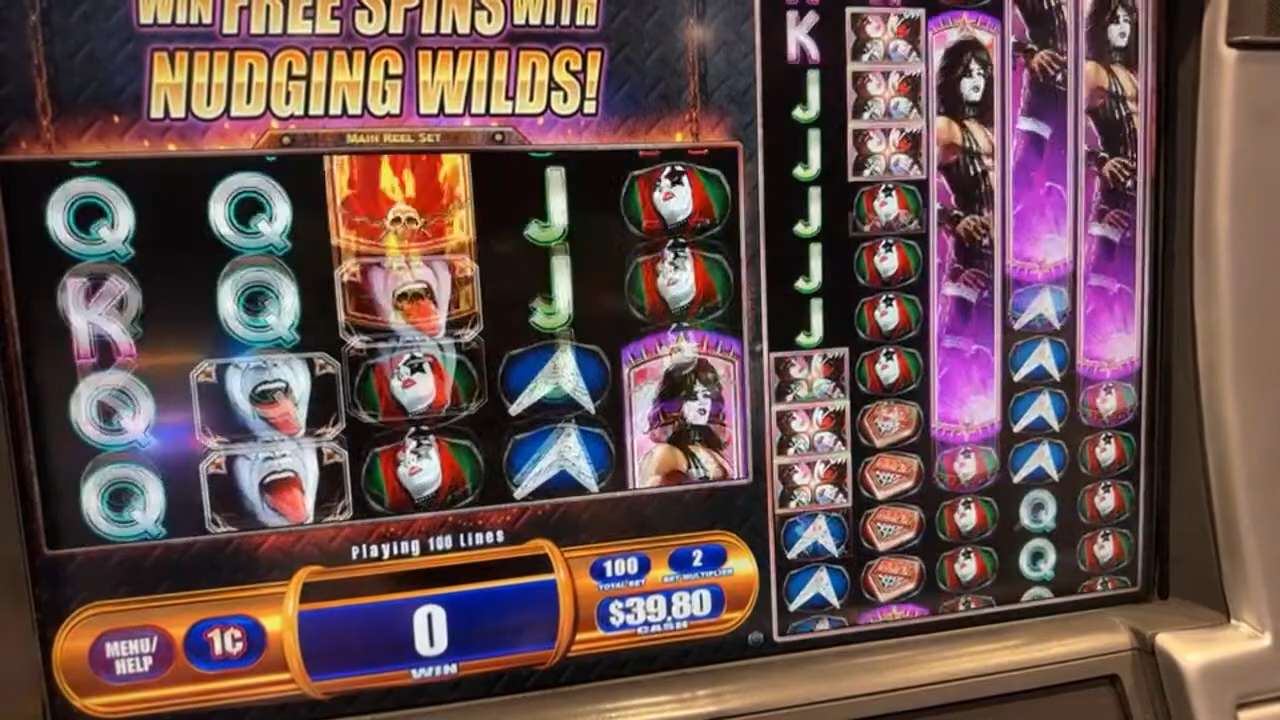 WIN FREE SPINS WITH
NUDGING WILDS!
MAIN REEL SET
Q Q J
K Q J
Q
Q
K
J
J
J
J
J
Q
Q
Playing 100 Lines
MENU/
HELP
1¢
0
WIN
100
TOTAL BET
2
BET MULTIPLIER
$39.80
CASH